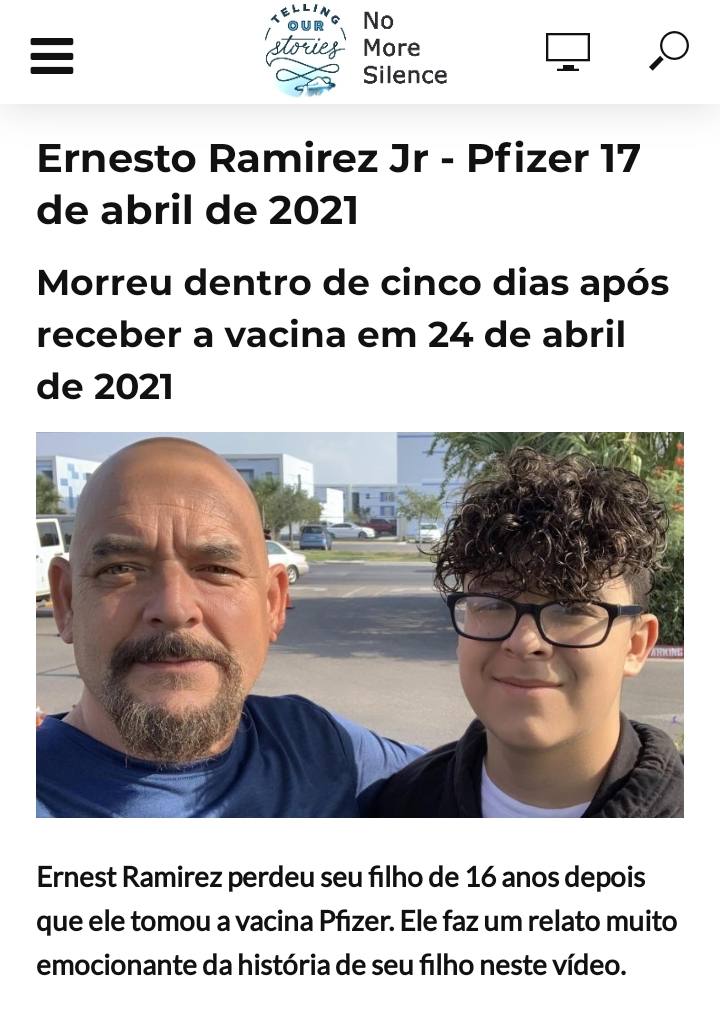 TELLING
OUR
stories
No
More
Silence
Ernesto Ramirez Jr - Pfizer 17
de abril de 2021
Morreu dentro de cinco dias após
receber a vacina em 24 de abril
de 2021
PARKING
Ernest Ramirez perdeu seu filho de 16 anos depois
que ele tomou a vacina Pfizer. Ele faz um relato muito
emocionante da história de seu filho neste vídeo.